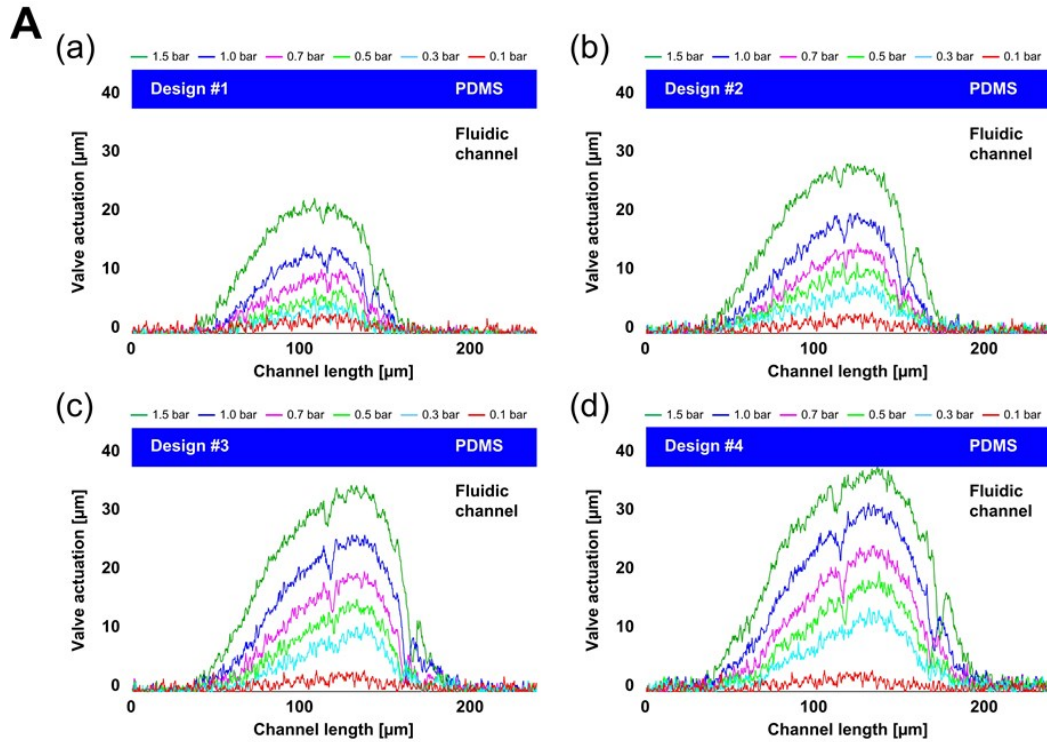 A
(a)
1.5 bar 1.0 bar 0.7 bar 0.5 bar 0.3 bar 0.1 bar
Design #1 PDMS
Fluidic
channel
Valve actuation [µm]
40
30
20
10
0
0 100 200
Channel length [µm]
(b)
1.5 bar 1.0 bar 0.7 bar 0.5 bar 0.3 bar 0.1 bar
Design #2 PDMS
Fluidic
channel
Valve actuation [µm]
40
30
20
10
0
0 100 200
Channel length [µm]
(c)
1.5 bar 1.0 bar 0.7 bar 0.5 bar 0.3 bar 0.1 bar
Design #3 PDMS
Fluidic
channel
Valve actuation [µm]
40
30
20
10
0
0 100 200
Channel length [µm]
(d)
1.5 bar 1.0 bar 0.7 bar 0.5 bar 0.3 bar 0.1 bar
Design #4 PDMS
Fluidic
channel
Valve actuation [µm]
40
30
20
10
0
0 100 200
Channel length [µm]